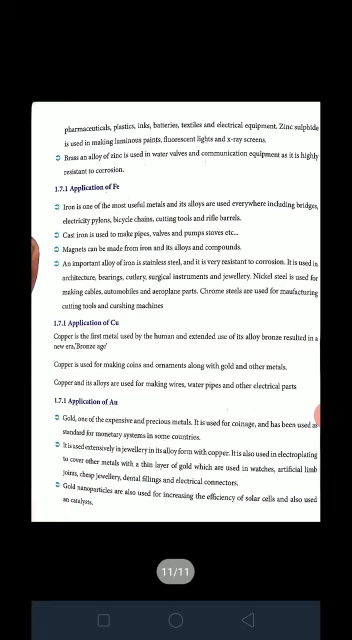 pharmaceuticals, plastics, inks, batteries, textiles and electrical equipment. Zinc sulphide
is used in making luminous paints, fluorescent lights and x-ray screens.
Brass an alloy of zinc is used in water valves and communication equipment as it is highly
resistant to corrosion.
1.7.1 Application of Fe
Iron is one of the most useful metals and its alloys are used everywhere including bridges,
electricity pylons, bicycle chains, cutting tools and rifle barrels.
Cast iron is used to make pipes, valves and pumps stoves etc...
Magnets can be made from iron and its alloys and compounds.
An important alloy of iron is stainless steel, and it is very resistant to corrosion. It is used in
architecture, bearings, cutlery, surgical instruments and jewellery. Nickel steel is used for
making cables, automobiles and aeroplane parts. Chrome steels are used for maufacturing
cutting tools and curshing machines
1.7.1 Application of Cu
Copper is the first metal used by the human and extended use of its alloy bronze resulted in a
new era,'Bronze age'
Copper is used for making coins and ornaments along with gold and other metals.
Copper and its alloys are used for making wires, water pipes and other electrical parts
1.7.1 Application of Au
Gold, one of the expensive and precious metals. It is used for coinage, and has been used as
standard for monetary systems in some countries.
It is used extensively in jewellery in its alloy form with copper. It is also used in electroplating
to cover other metals with a thin layer of gold which are used in watches, artificial limb
joints, cheap jewellery, dental fillings and electrical connectors.
Gold nanoparticles are also used for increasing the efficiency of solar cells and also used
an catalysts.
11/11